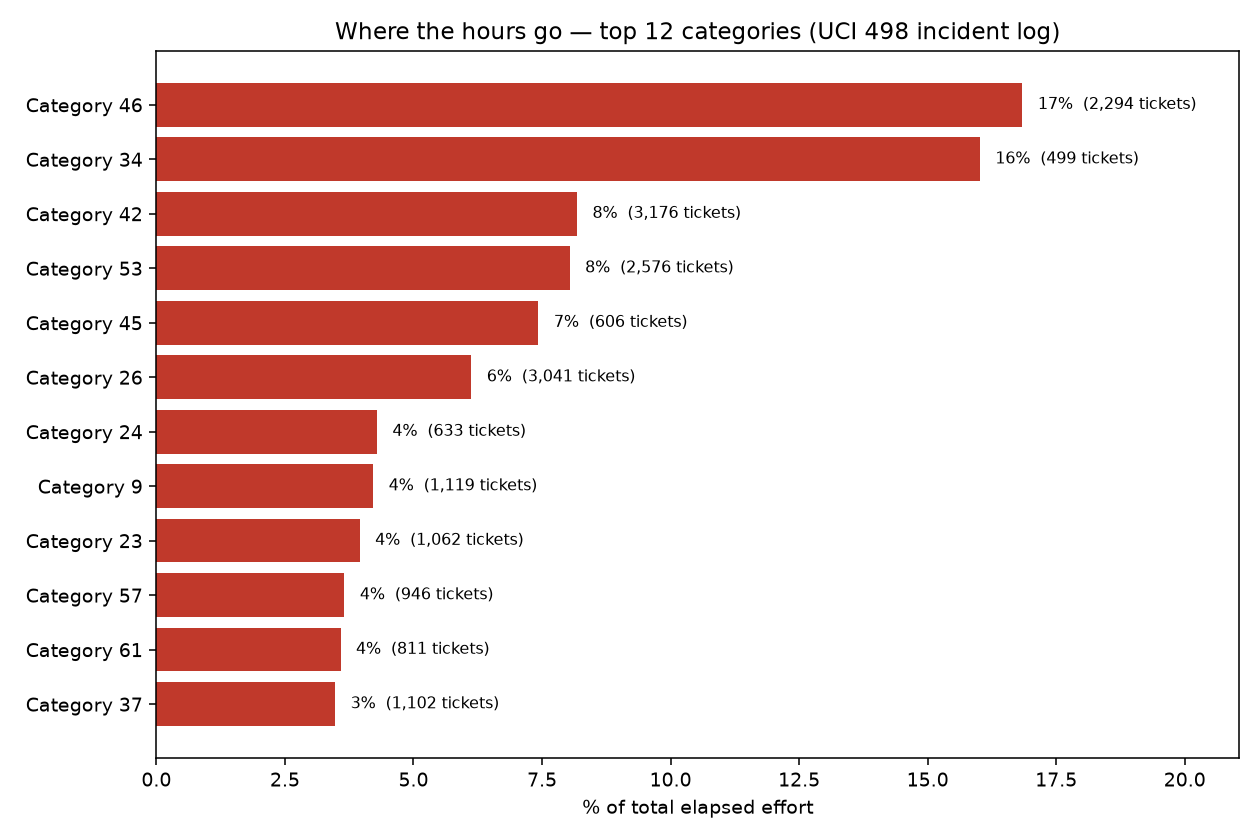 Where the hours go — top 12 categories (UCI 498 incident log)
Category 46 17%  (2,294 tickets)
Category 34 16%  (499 tickets)
Category 42 8%  (3,176 tickets)
Category 53 8%  (2,576 tickets)
Category 45 7%  (606 tickets)
Category 26 6%  (3,041 tickets)
Category 24 4%  (633 tickets)
Category 9 4%  (1,119 tickets)
Category 23 4%  (1,062 tickets)
Category 57 4%  (946 tickets)
Category 61 4%  (811 tickets)
Category 37 3%  (1,102 tickets)
0.0 2.5 5.0 7.5 10.0 12.5 15.0 17.5 20.0
% of total elapsed effort